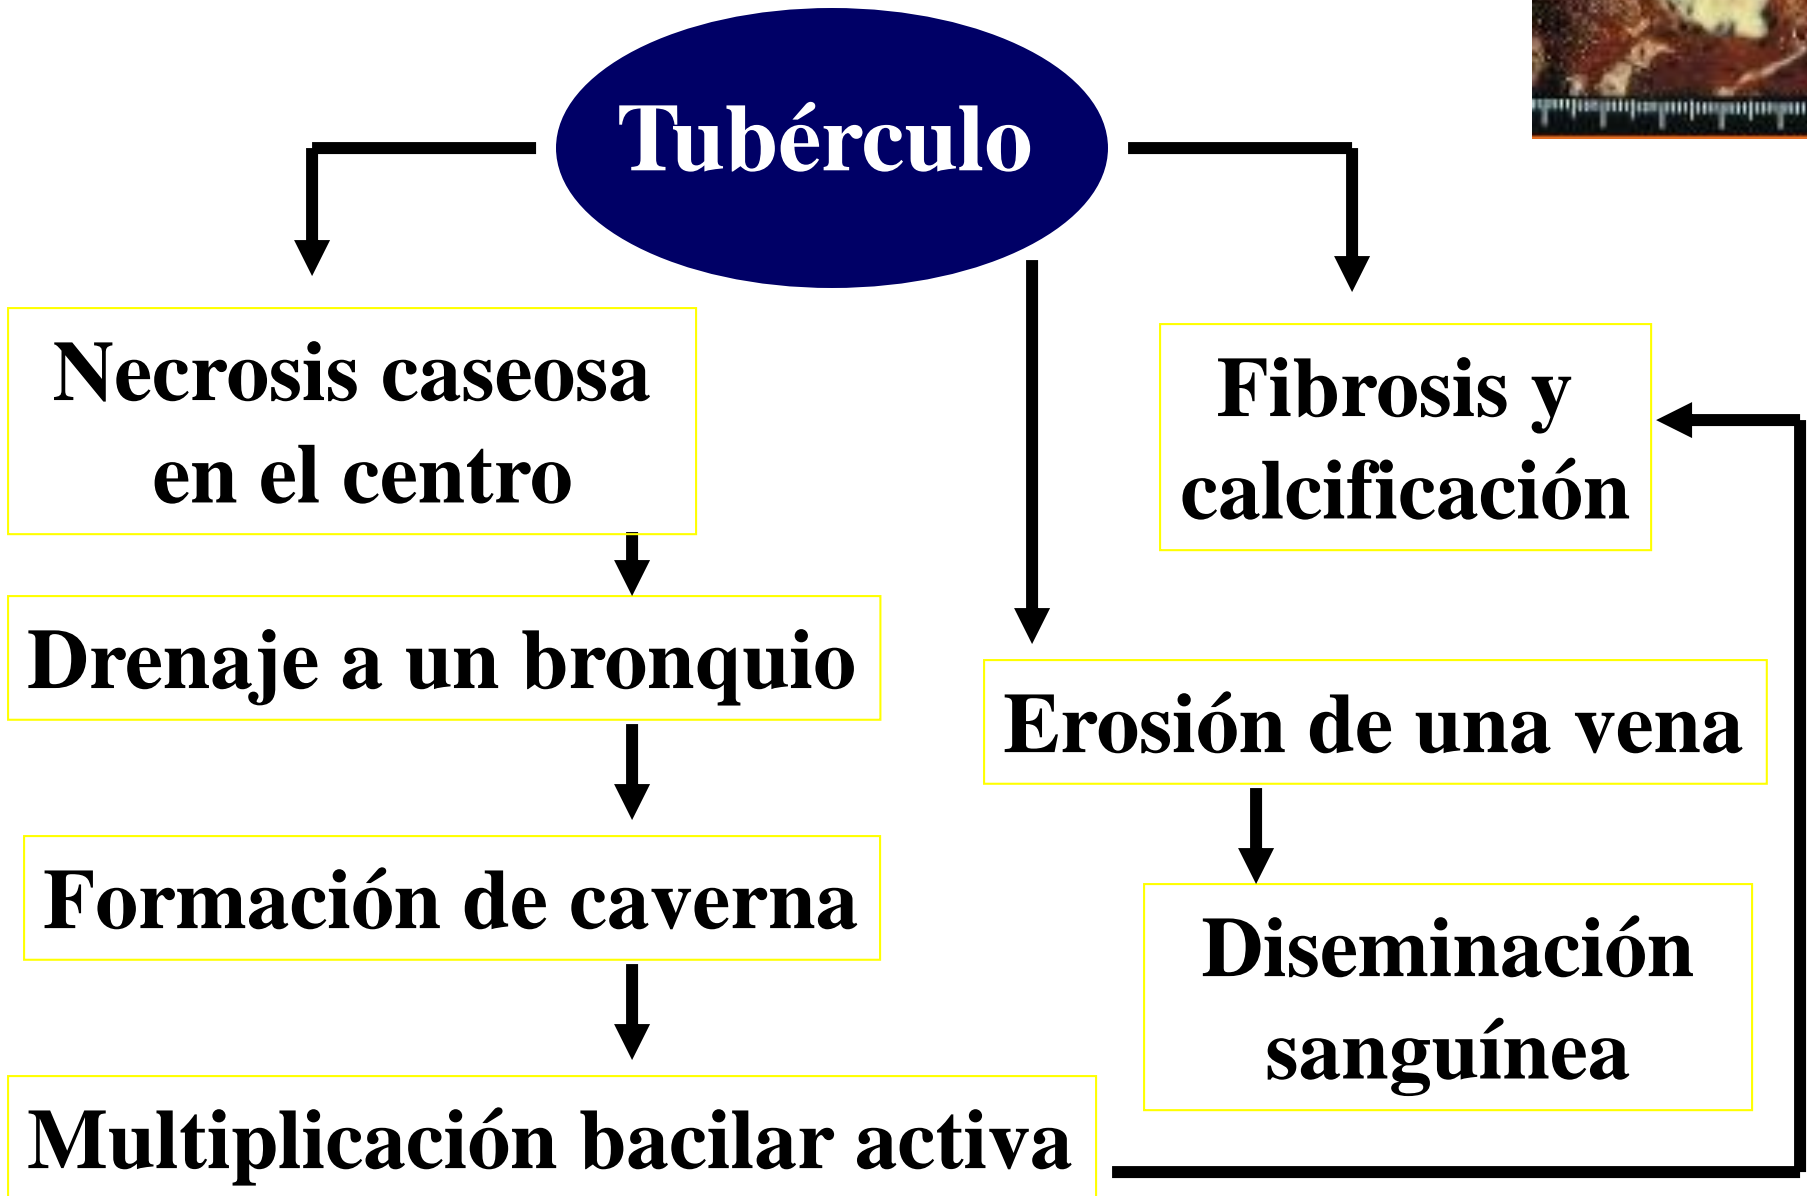 Tubérculo
Necrosis caseosa
en el centro
Fibrosis y
calcificación
Drenaje a un bronquio
Erosión de una vena
Formación de caverna
Diseminación
sanguínea
Multiplicación bacilar activa